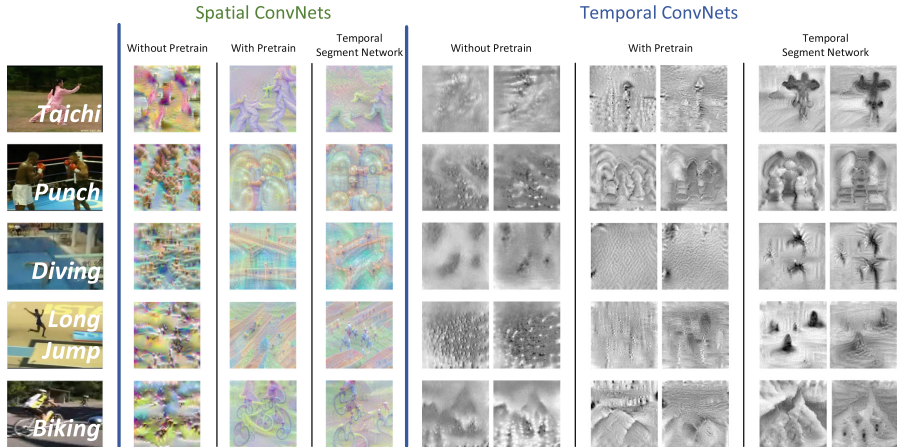 Spatial ConvNets
Temporal ConvNets
Without Pretrain
With Pretrain
Temporal
Segment Network
Without Pretrain
With Pretrain
Temporal
Segment Network
Taichi
Punch
Diving
Long
Jump
Biking